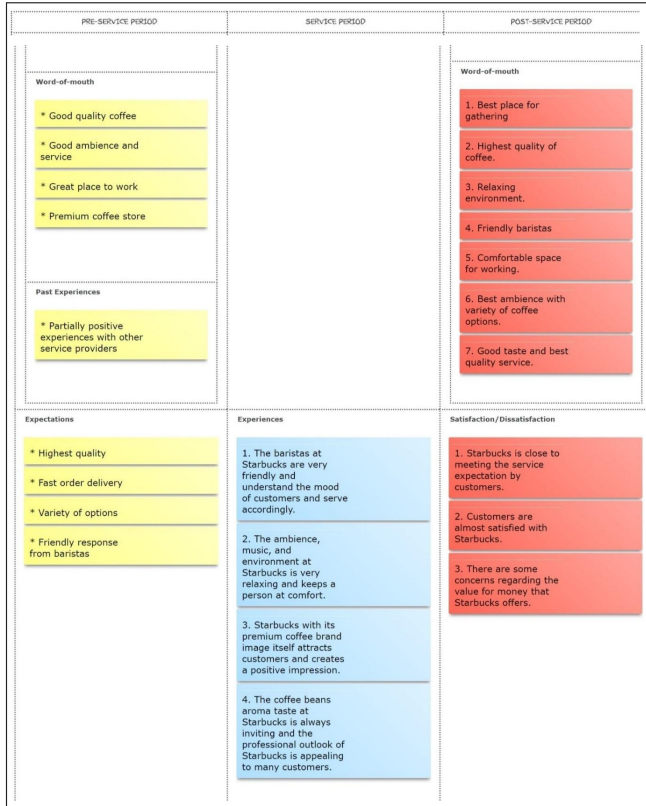 PRE-SERVICE PERIOD
SERVICE PERIOD
POST-SERVICE PERIOD
Word-of-mouth
* Good quality coffee
* Good ambience and
service
* Great place to work
* Premium coffee store
Past Experiences
* Partially positive
experiences with other
service providers
Word-of-mouth
1. Best place for
gathering
2. Highest quality of
coffee.
3. Relaxing
environment.
4. Friendly baristas
5. Comfortable space
for working.
6. Best ambience with
variety of coffee
options.
7. Good taste and best
quality service.
Expectations
* Highest quality
* Fast order delivery
* Variety of options
* Friendly response
from baristas
Experiences
1. The baristas at
Starbucks are very
friendly and
understand the mood
of customers and serve
accordingly.
2. The ambience,
music, and
environment at
Starbucks is very
relaxing and keeps a
person at comfort.
3. Starbucks with its
premium coffee brand
image itself attracts
customers and creates
a positive impression.
4. The coffee beans
aroma taste at
Starbucks is always
inviting and the
professional outlook of
Starbucks is appealing
to many customers.
Satisfaction/Dissatisfaction
1. Starbucks is close to
meeting the service
expectation by
customers.
2. Customers are
almost satisfied with
Starbucks.
3. There are some
concerns regarding the
value for money that
Starbucks offers.